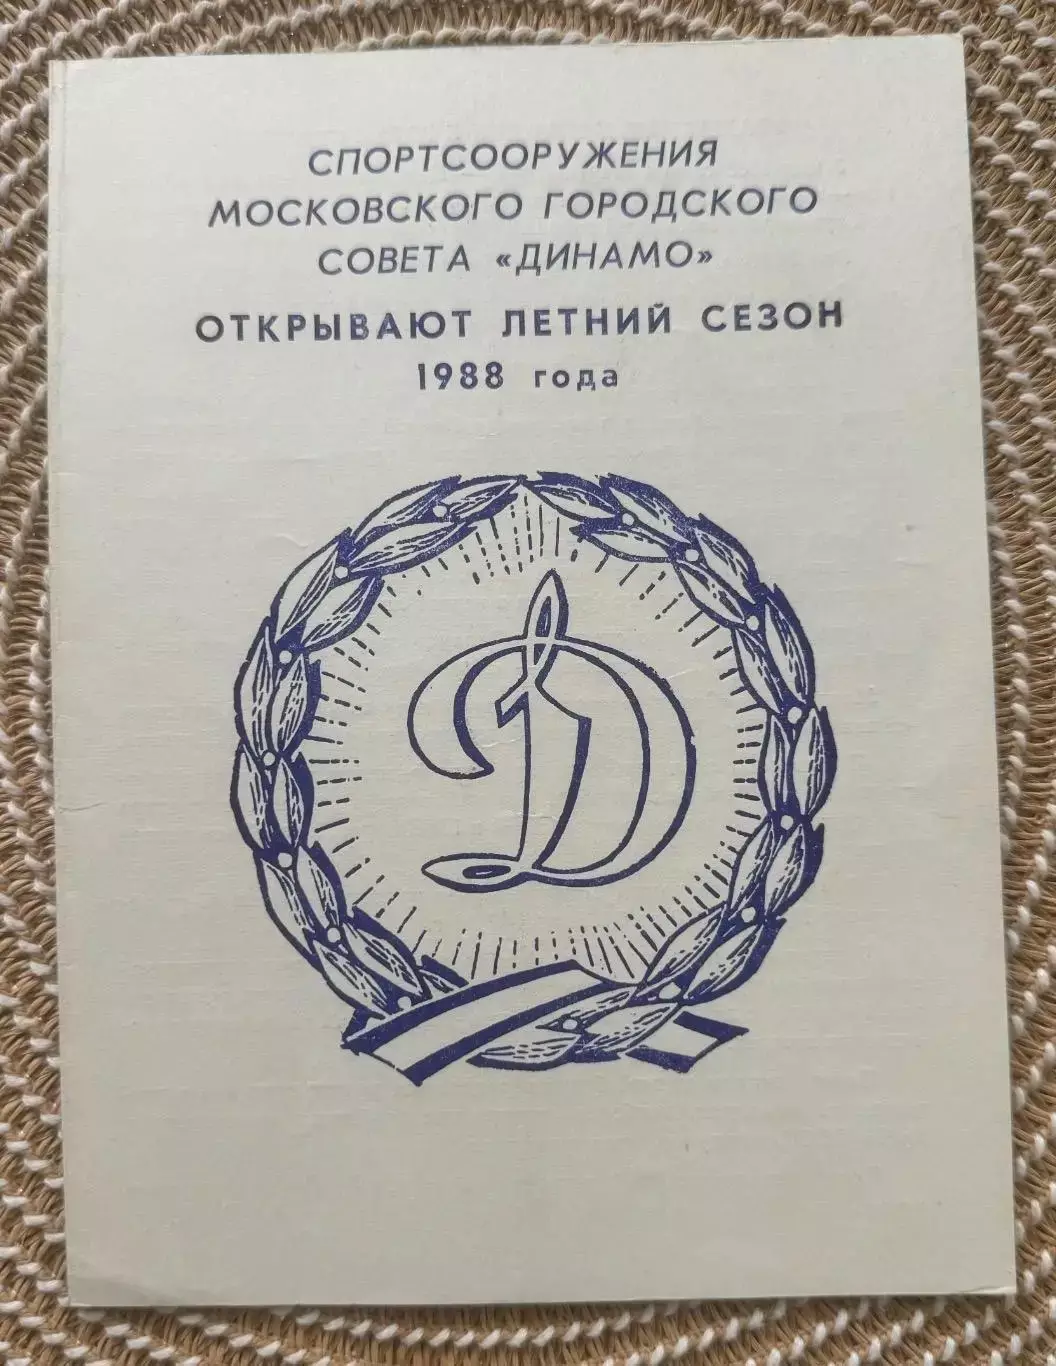 СПОРТСООРУЖЕНИЯ
МОСКОВСКОГО ГОРОДСКОГО
СОВЕТА «ДИНАМО»
ОТКРЫВАЮТ ЛЕТНИЙ СЕЗОН
1988 года
Д